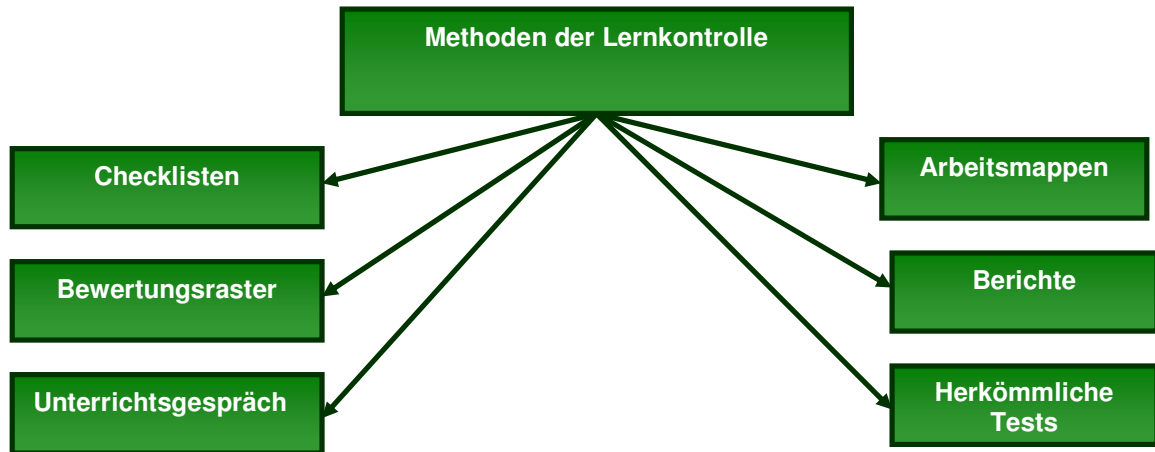 Methoden der Lernkontrolle
Checklisten
Bewertungsraster
Unterrichtsgespräch
Arbeitsmappen
Berichte
Herkömmliche
Tests